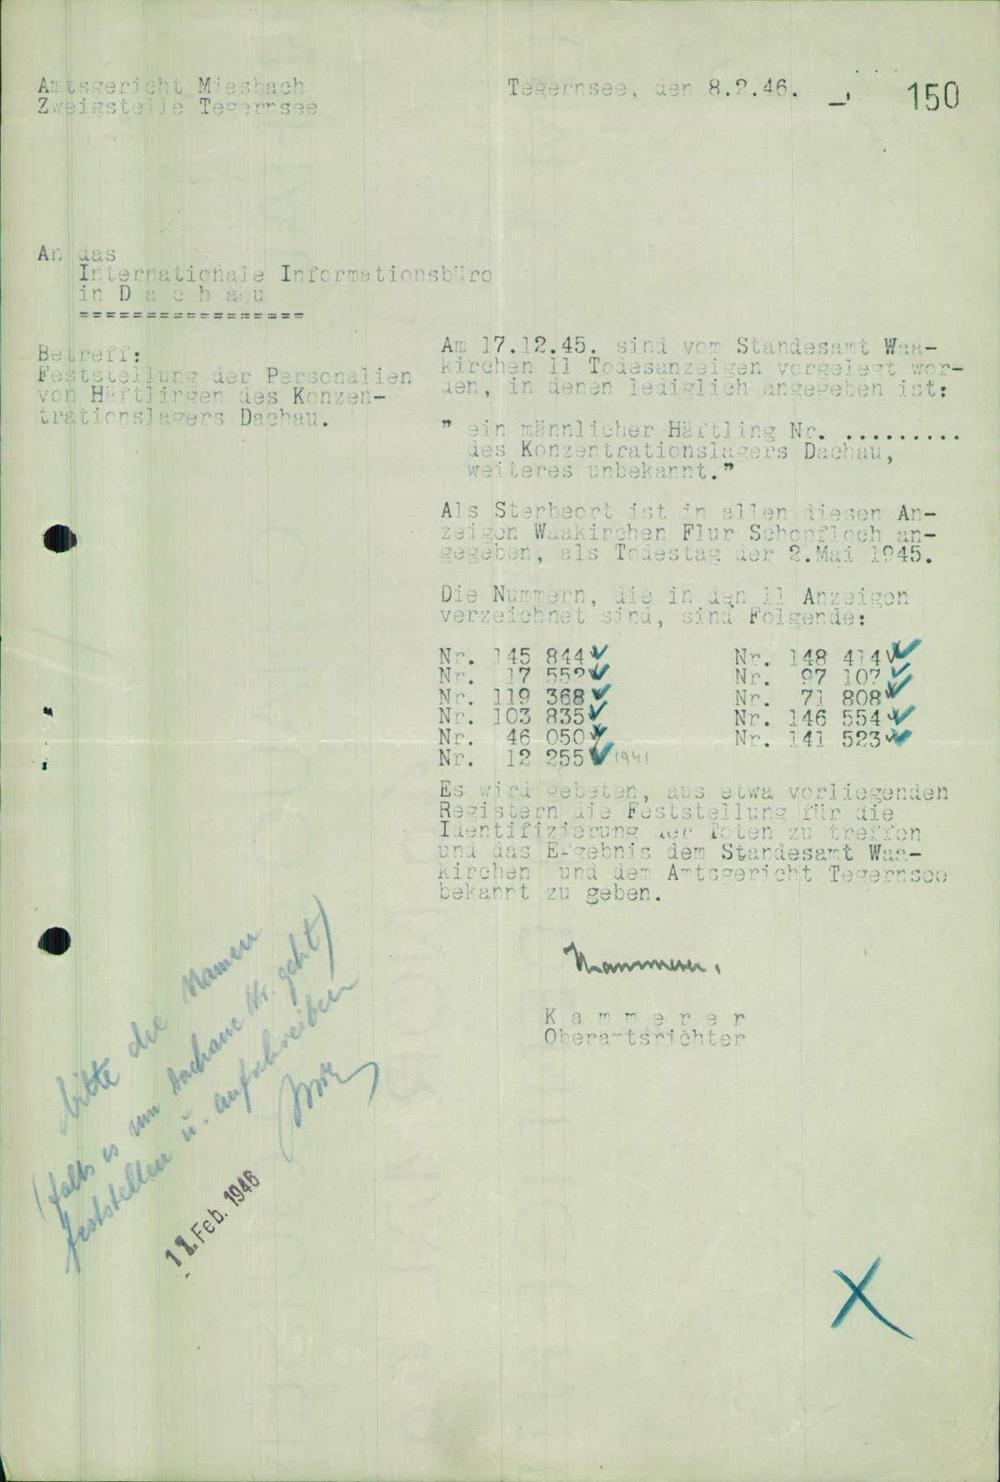 Amtsgericht Miesbach
Zweigstelle Tegernsee
Tegernsee, den 8.2.46.
150
An das
Internationale Informationsbüro
in D a c h a u
=================
Betreff:
Feststellung der Personalien
von Häftlingen des Konzen-
trationslagers Dachau.
Am 17.12.45. sind vom Standesamt Waa-
kirchen 11 Todesanzeigen vorgelegt wor-
den, in denen lediglich angegeben ist:
" ein männlicher Häftling Nr. .........
des Konzentrationslagers Dachau,
weiteres unbekannt."
Als Sterbeort ist in allen diesen An-
zeigen Waakirchen Flur Schopfloch an-
gegeben, als Todestag der 2.Mai 1945.
Die Nummern, die in den 11 Anzeigen
verzeichnet sind, sind Folgende:
Nr. 145 844 Nr. 148 414
Nr. 17 552 Nr. 97 107
Nr. 119 368 Nr. 71 808
Nr. 103 835 Nr. 146 554
Nr. 46 050 Nr. 141 523
Nr. 12 255 1941
Es wird gebeten, aus etwa vorliegenden
Registern die Feststellung für die
Identifizierung der Toten zu treffen
und das Ergebnis dem Standesamt Waa-
kirchen und dem Amtsgericht Tegernsee
bekannt zu geben.
Kammerer.
K a m m e r e r
Oberamtsrichter
bitte die Namen
(falls es um Dachauer Nr. geht)
feststellen u. aufschreiben
11. Feb. 1946